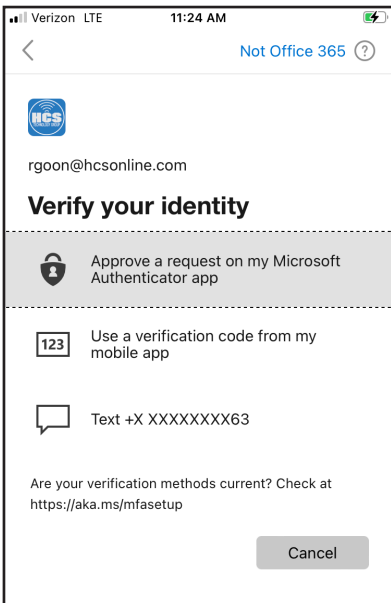 Verizon LTE 11:24 AM
Not Office 365 ?
HCS
rgoon@hcsonline.com
Verify your identity
Approve a request on my Microsoft
Authenticator app
123
Use a verification code from my
mobile app
Text +X XXXXXXXX63
Are your verification methods current? Check at
https://aka.ms/mfasetup
Cancel